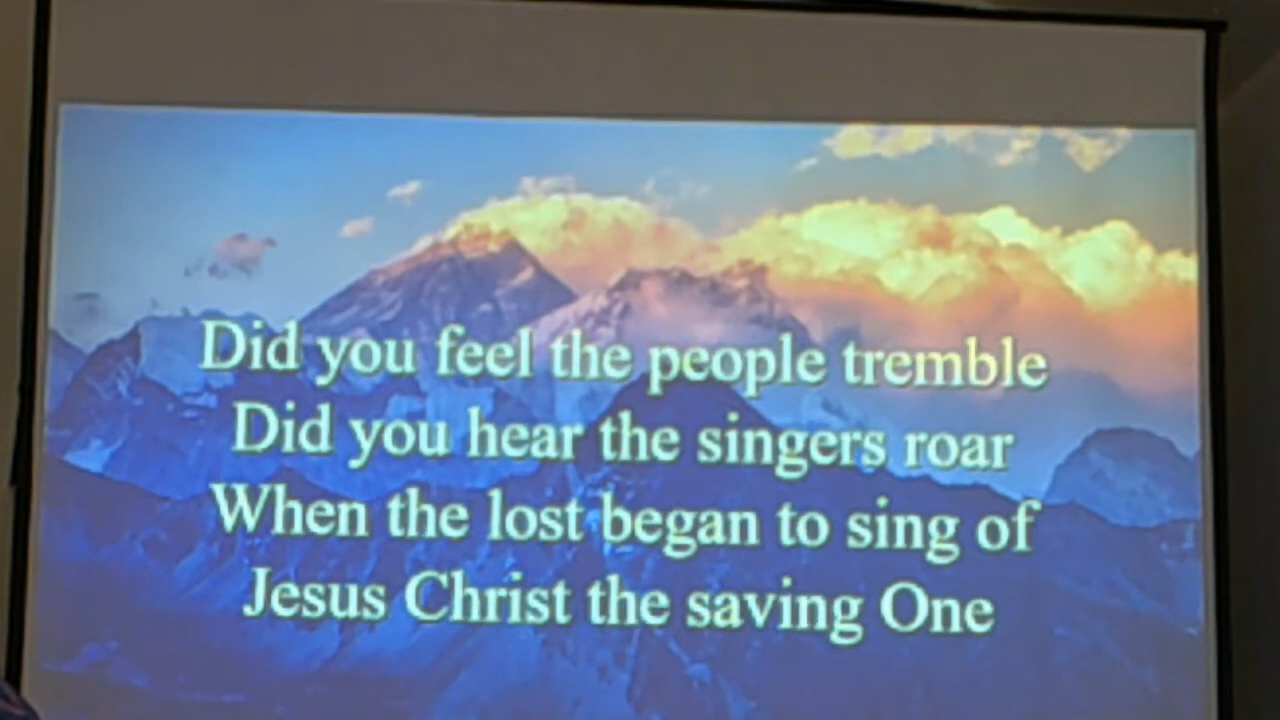 Did you feel the people tremble
Did you hear the singers roar
When the lost began to sing of
Jesus Christ the saving One